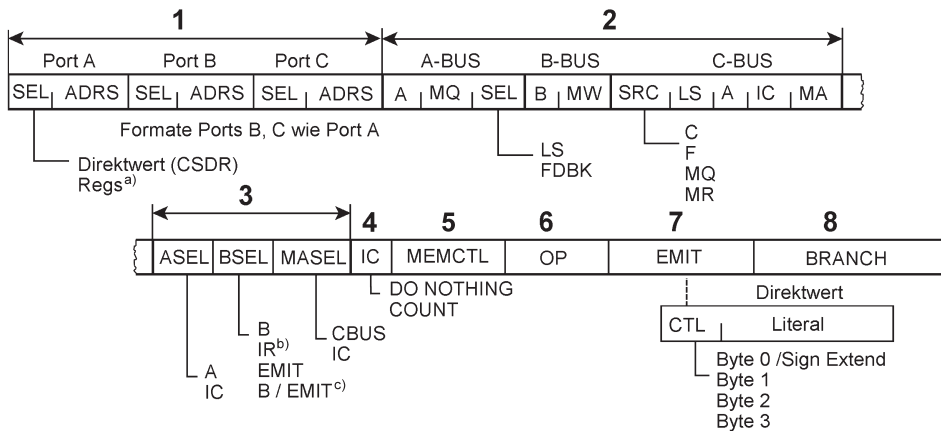 1 2
Port A Port B Port C A-BUS B-BUS C-BUS
SEL ADRS SEL ADRS SEL ADRS A MQ SEL B MW SRC LS A IC MA
Formate Ports B, C wie Port A
Direktwert (CSDR)
Regs a)
LS
FDBK
C
F
MQ
MR
3 4 5 6 7 8
ASEL BSEL MASEL IC MEMCTL OP EMIT BRANCH
A
IC
B
IR b)
EMIT
B / EMIT c)
CBUS
IC
DO NOTHING
COUNT
Direktwert
CTL Literal
Byte 0 /Sign Extend
Byte 1
Byte 2
Byte 3